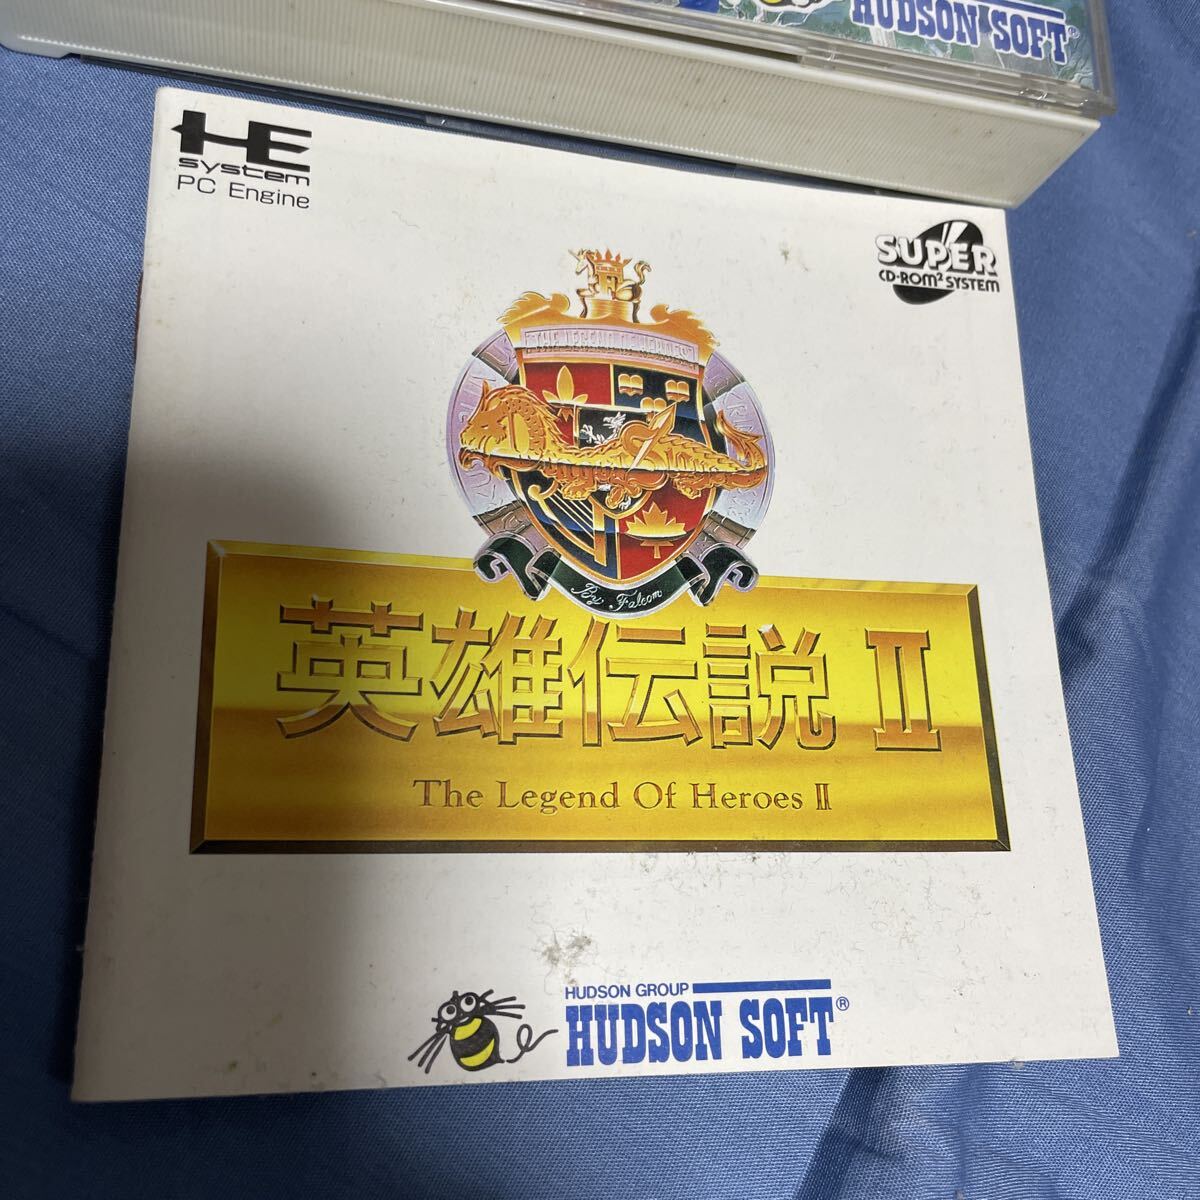 HUDSON SOFT®
HE
system
PC Engine
SUPER
CD-ROM² SYSTEM
THE LEGEND OF HEROES
By Falcom
英雄伝説 II
The Legend Of Heroes II
HUDSON GROUP
HUDSON SOFT®